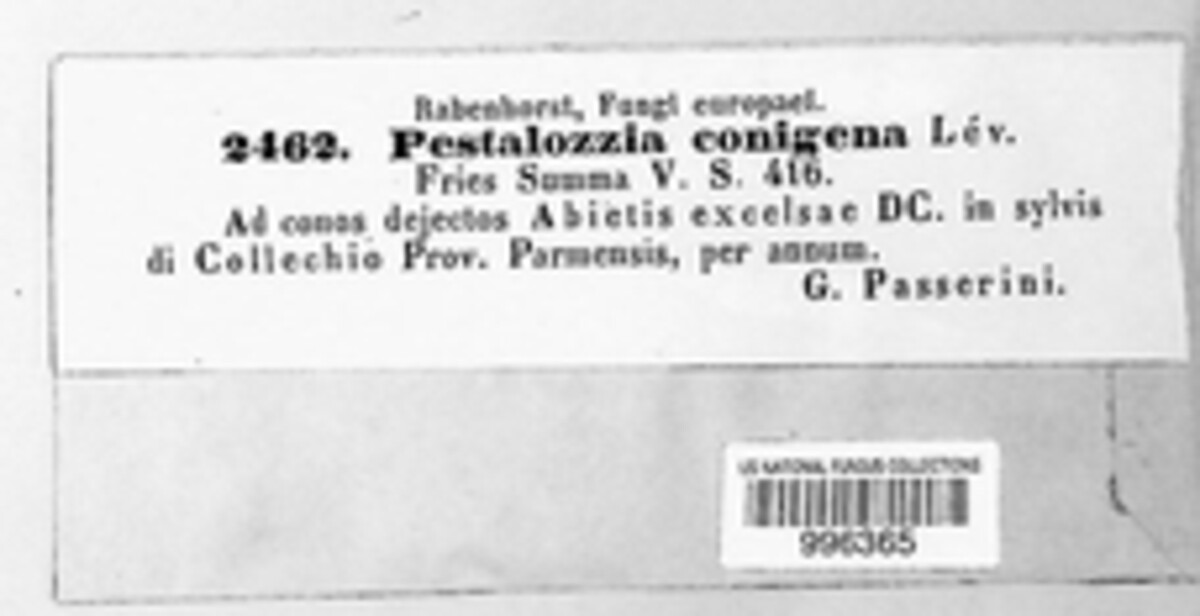 Rabenhorst, Fungi europaei.
2462. Pestalozzia conigena Lév.
Fries Summa V. S. 416.
Ad conos dejectos Abietis excelsae DC. in sylvis
di Collechio Prov. Parmensis, per annum.
G. Passerini.
US NATIONAL FUNGUS COLLECTIONS
996365